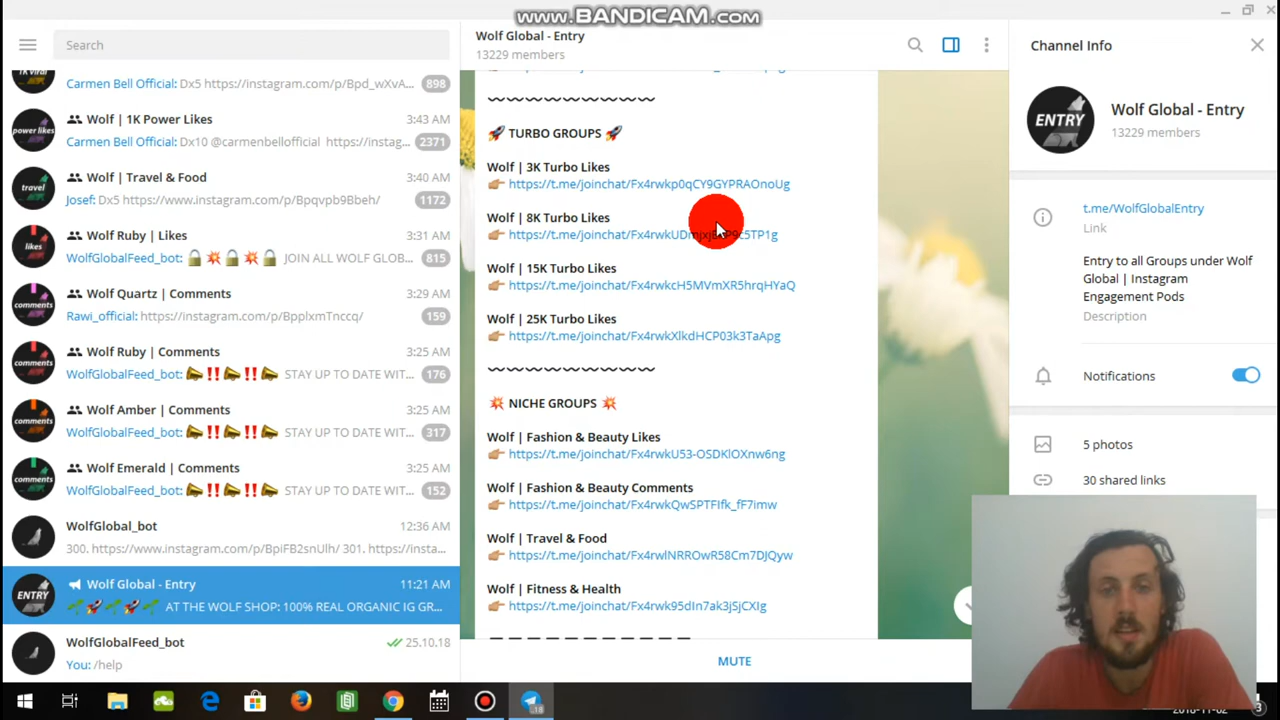 www.BANDICAM.com
Search
Carmen Bell Official: Dx5 https://instagram.com/p/Bpd_wXvA... 898
Wolf | 1K Power Likes 3:43 AM
Carmen Bell Official: Dx10 @carmenbellofficial https://instag... 2371
Wolf | Travel & Food 3:40 AM
Josef: Dx5 https://www.instagram.com/p/Bpqvpb9Bbeh/ 1172
Wolf Ruby | Likes 3:35 AM
WolfGlobalFeed_bot: 🔒💥🔒💥🔒 JOIN ALL WOLF GLOB... 815
Wolf Quartz | Comments 3:29 AM
Rawi_official: https://instagram.com/p/BpplxmTnccq/ 159
Wolf Ruby | Comments 3:25 AM
WolfGlobalFeed_bot: 📣‼️📣‼️📣 STAY UP TO DATE WIT... 176
Wolf Amber | Comments 3:25 AM
WolfGlobalFeed_bot: 📣‼️📣‼️📣 STAY UP TO DATE WIT... 317
Wolf Emerald | Comments 3:25 AM
WolfGlobalFeed_bot: 📣‼️📣‼️📣 STAY UP TO DATE WIT... 152
WolfGlobal_bot 12:36 AM
300. https://www.instagram.com/p/BpiFB2snUlh/ 301. https://insta...
Wolf Global - Entry 11:21 AM
AT THE WOLF SHOP: 100% REAL ORGANIC IG GR...
WolfGlobalFeed_bot 25.10.18
You: /help
power likes
travel
likes
comments
comments
comments
comments
ENTRY
Wolf Global - Entry
13229 members
🚀 TURBO GROUPS 🚀
Wolf | 3K Turbo Likes
👉 https://t.me/joinchat/Fx4rwkp0qCY9GYPRAOnoUg
Wolf | 8K Turbo Likes
Wolf | 15K Turbo Likes
👉 https://t.me/joinchat/Fx4rwkcH5MVmXR5hrqHYaQ
Wolf | 25K Turbo Likes
👉 https://t.me/joinchat/Fx4rwkXlkdHCP03k3TaApg
💥 NICHE GROUPS 💥
Wolf | Fashion & Beauty Likes
👉 https://t.me/joinchat/Fx4rwkU53-OSDKlOXnw6ng
Wolf | Fashion & Beauty Comments
👉 https://t.me/joinchat/Fx4rwkQwSPTFIfk_fF7imw
Wolf | Travel & Food
👉 https://t.me/joinchat/Fx4rwlNRROwR58Cm7DJQyw
Wolf | Fitness & Health
👉 https://t.me/joinchat/Fx4rwk95dIn7ak3jSjCXIg
MUTE
Channel Info
ENTRY
Wolf Global - Entry
13229 members
t.me/WolfGlobalEntry
Link
Entry to all Groups under Wolf
Global | Instagram
Engagement Pods
Description
Notifications
5 photos
30 shared links